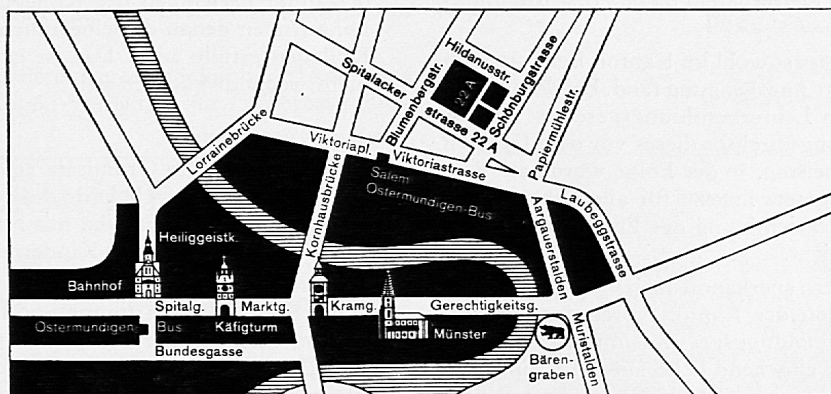 Hildanusstr.
Spitalacker
strasse 22 A
22 A
Blumenbergstr.
Schönburgstrasse
Papiermühlestr.
Lorrainebrücke
Viktoriapl.
Viktoriastrasse
Salem
Ostermundigen-Bus
Kornhausbrücke
Laubeggstrasse
Aargauerstalden
Heiliggeistk.
Bahnhof
Spitalg.
Marktg.
Kramg.
Gerechtigkeitsg.
Ostermundigen-
Bus
Käfigturm
Münster
Muristalden
Bundesgasse
Bären-
graben